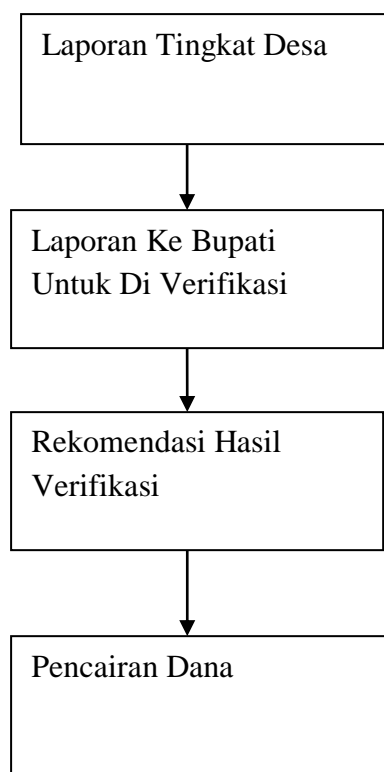 Laporan Tingkat Desa
Laporan Ke Bupati
Untuk Di Verifikasi
Rekomendasi Hasil
Verifikasi
Pencairan Dana